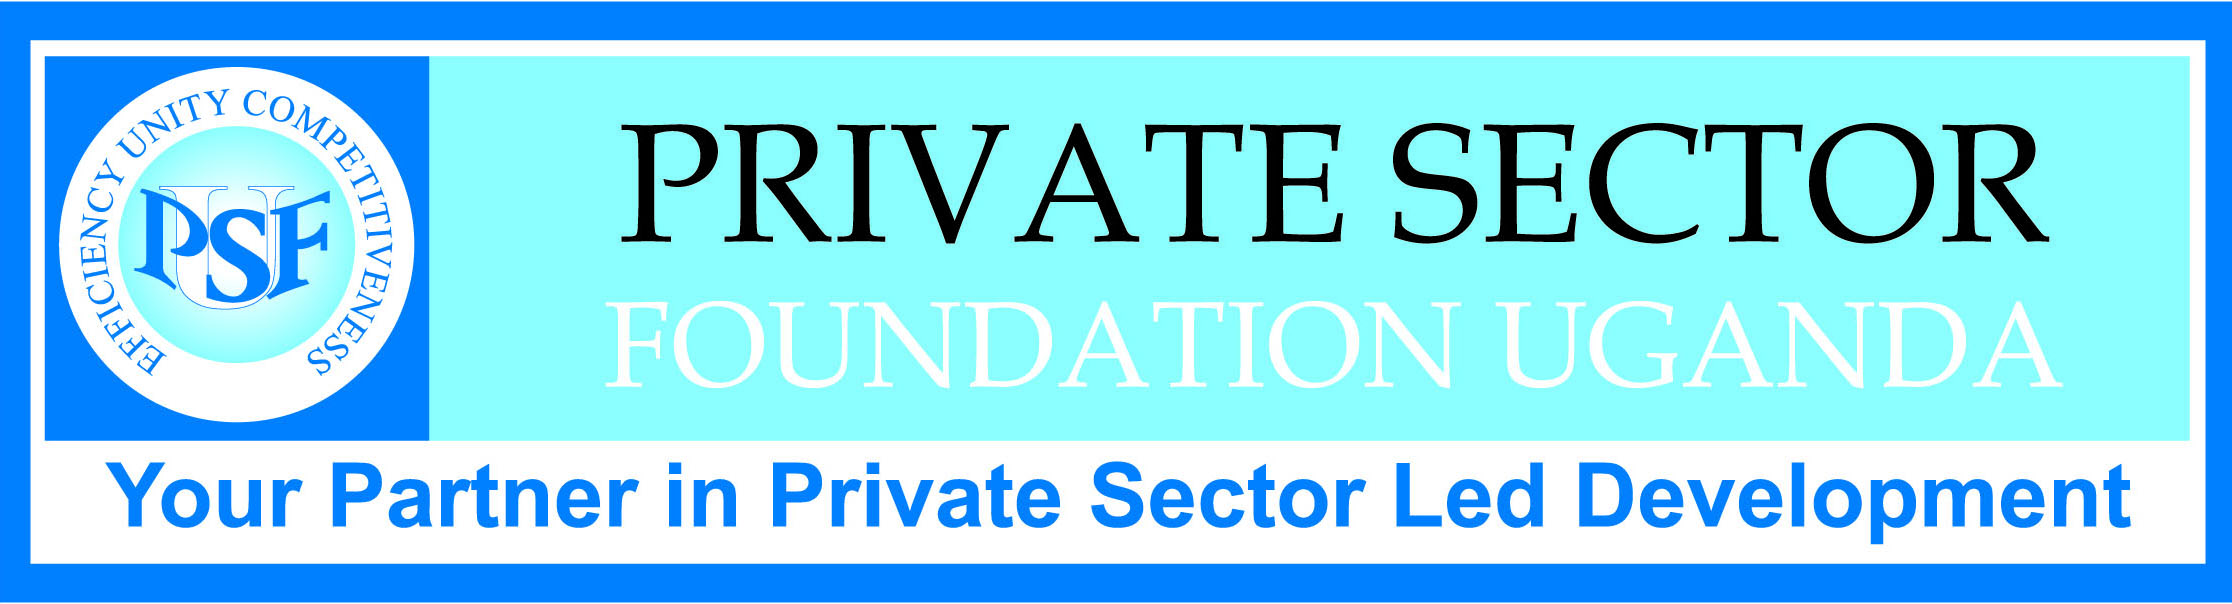 EFFICIENCY UNITY COMPETITIVENESS
PSFU
PRIVATE SECTOR
FOUNDATION UGANDA
Your Partner in Private Sector Led Development